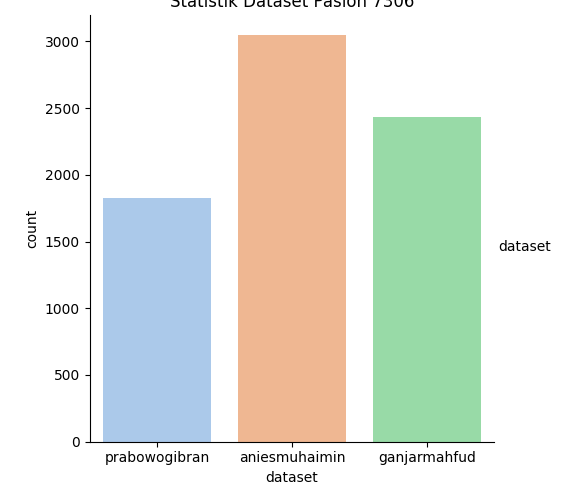 Statistik Dataset Paslon 7306
3000
2500
2000
1500
1000
500
0
count
prabowogibran
aniesmuhaimin
ganjarmahfud
dataset
dataset